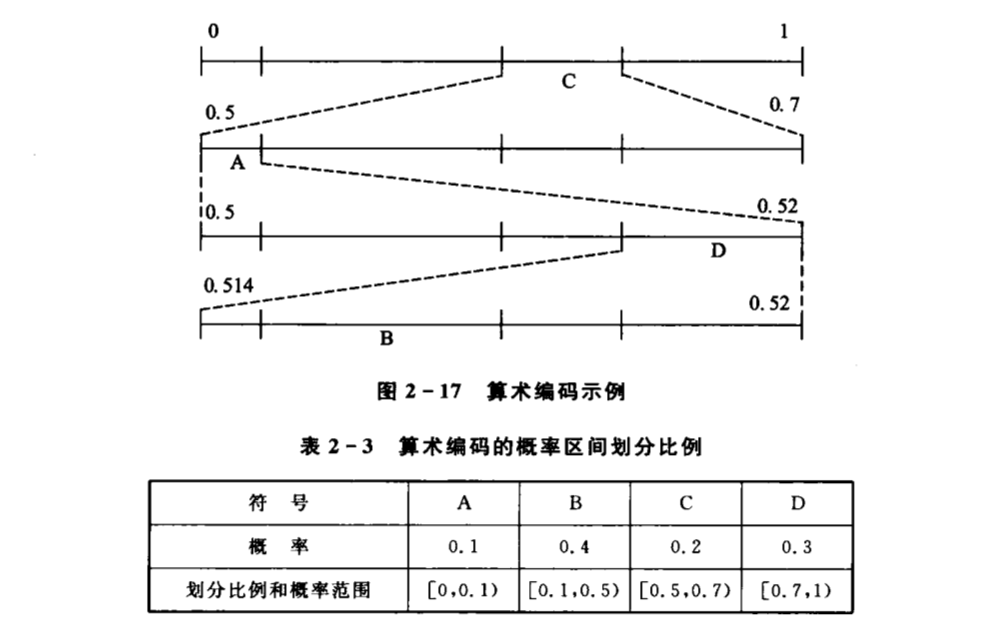 0 1
C
0.5 0.7
A
0.5 0.52
D
0.514 0.52
B
图 2-17 算术编码示例
表 2-3 算术编码的概率区间划分比例
符 号 A B C D
概 率 0.1 0.4 0.2 0.3
划分比例和概率范围 [0,0.1) [0.1,0.5) [0.5,0.7) [0.7,1)